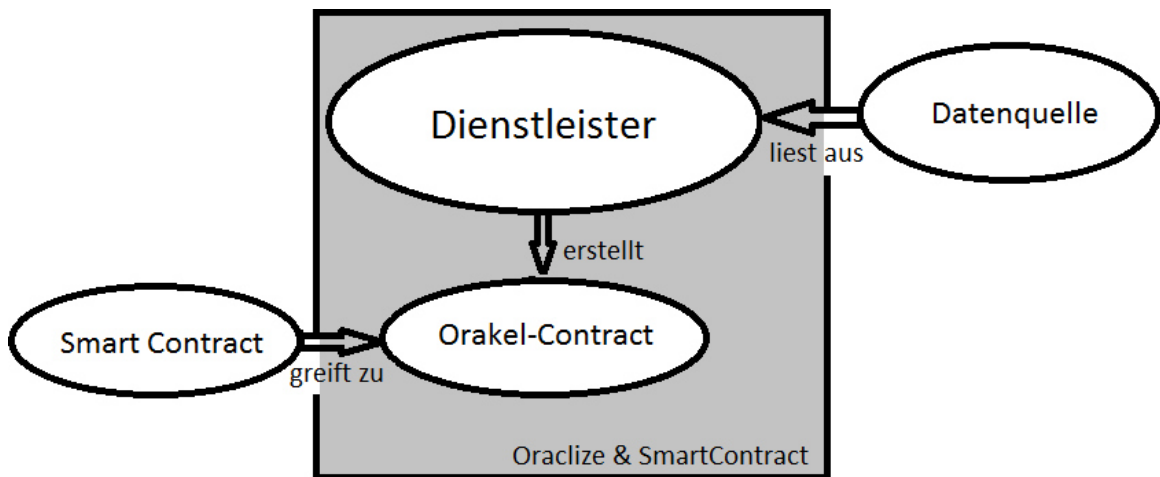 Dienstleister
Datenquelle
liest aus
erstellt
Smart Contract
Orakel-Contract
greift zu
Oraclize & SmartContract